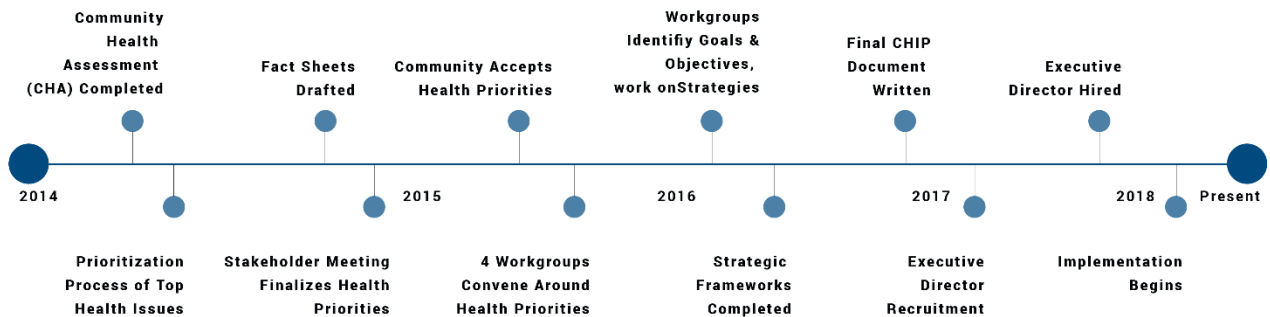 Community
Health
Assessment
(CHA) Completed
Fact Sheets
Drafted
Community Accepts
Health Priorities
Workgroups
Identifiy Goals &
Objectives,
work onStrategies
Final CHIP
Document
Written
Executive
Director Hired
2014
2015
2016
2017
2018
Present
Prioritization
Process of Top
Health Issues
Stakeholder Meeting
Finalizes Health
Priorities
4 Workgroups
Convene Around
Health Priorities
Strategic
Frameworks
Completed
Executive
Director
Recruitment
Implementation
Begins